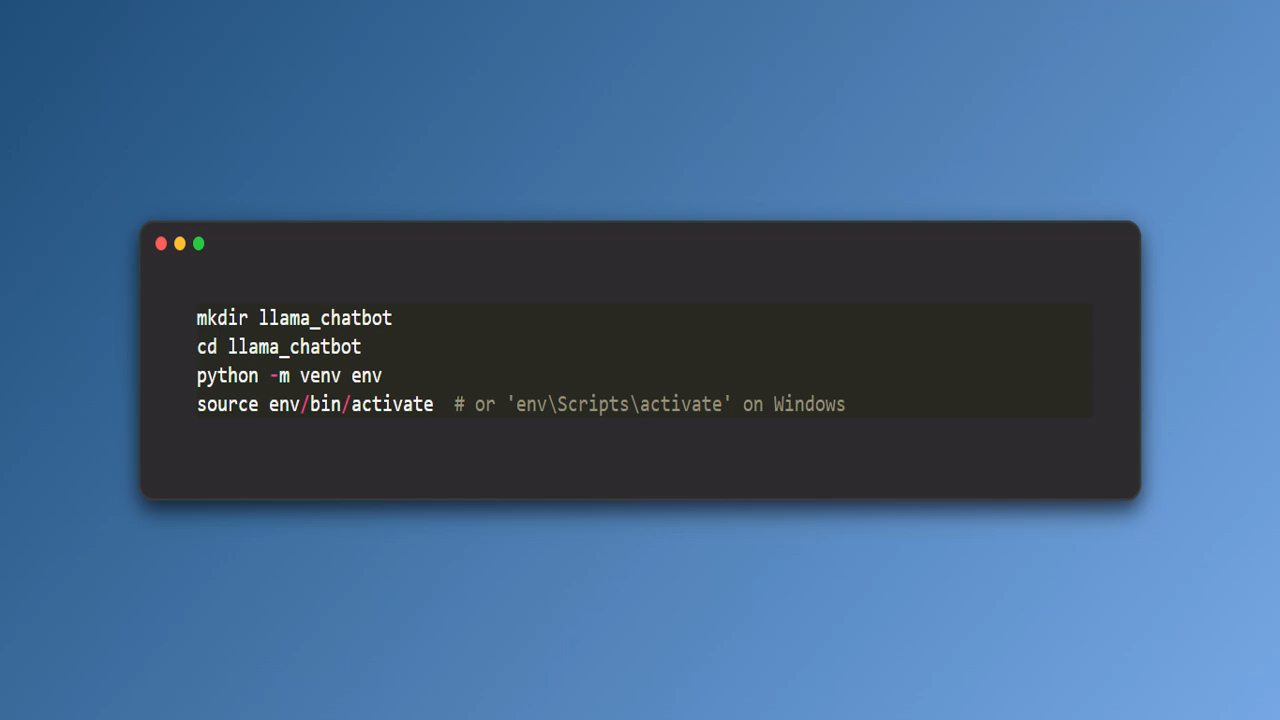 mkdir llama_chatbot
cd llama_chatbot
python -m venv env
source env/bin/activate  # or 'env\Scripts\activate' on Windows